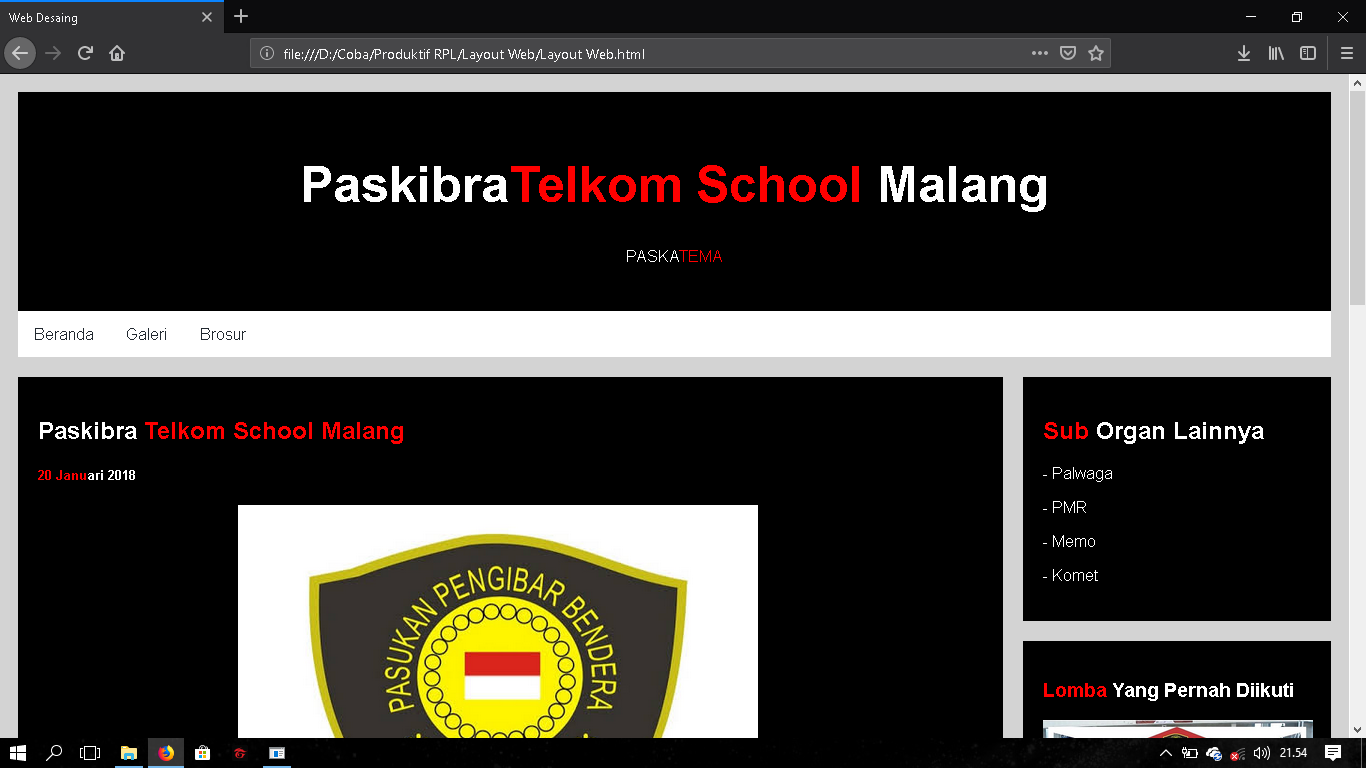 Web Desaing
file:///D:/Coba/Produktif RPL/Layout Web/Layout Web.html
PaskibraTelkom School Malang
PASKATEMA
Beranda Galeri Brosur
Paskibra Telkom School Malang
20 Januari 2018
PASUKAN PENGIBAR BENDERA
Sub Organ Lainnya
- Palwaga
- PMR
- Memo
- Komet
Lomba Yang Pernah Diikuti
21.54